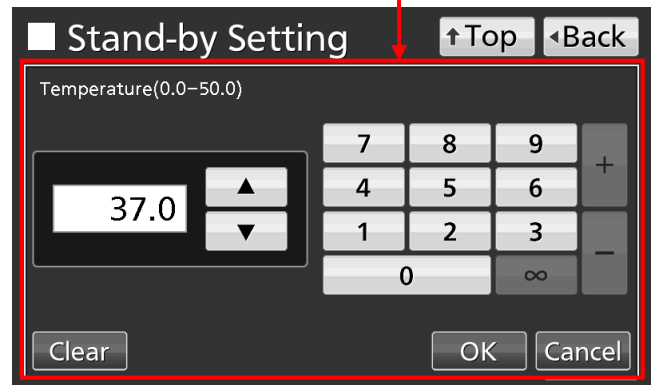 Stand-by Setting
↑Top
◂Back
Temperature(0.0−50.0)
37.0
▲
▼
7 8 9 +
4 5 6
1 2 3 −
0 ∞
Clear
OK
Cancel